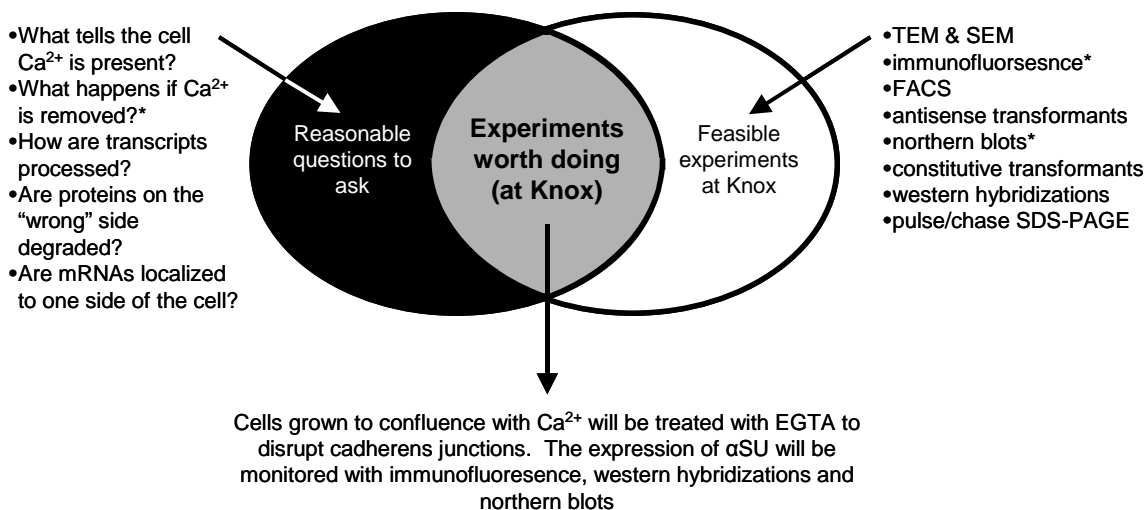 •What tells the cell
Ca²⁺ is present?
•What happens if Ca²⁺
is removed?*
•How are transcripts
processed?
•Are proteins on the
“wrong” side
degraded?
•Are mRNAs localized
to one side of the cell?
Reasonable
questions to
ask
Experiments
worth doing
(at Knox)
Feasible
experiments
at Knox
•TEM & SEM
•immunofluorsesnce*
•FACS
•antisense transformants
•northern blots*
•constitutive transformants
•western hybridizations
•pulse/chase SDS-PAGE
Cells grown to confluence with Ca²⁺ will be treated with EGTA to
disrupt cadherens junctions.  The expression of αSU will be
monitored with immunofluoresence, western hybridizations and
northern blots